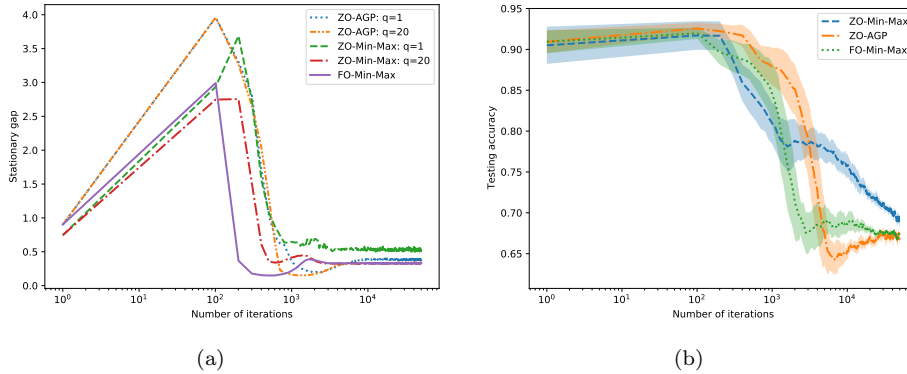 4.0
3.5
3.0
2.5
2.0
1.5
1.0
0.5
0.0
Stationary gap
10^0
10^1
10^2
10^3
10^4
Number of iterations
ZO-AGP: q=1
ZO-AGP: q=20
ZO-Min-Max: q=1
ZO-Min-Max: q=20
FO-Min-Max
(a)
0.95
0.90
0.85
0.80
0.75
0.70
0.65
Testing accuracy
10^0
10^1
10^2
10^3
10^4
Number of iterations
ZO-Min-Max
ZO-AGP
FO-Min-Max
(b)